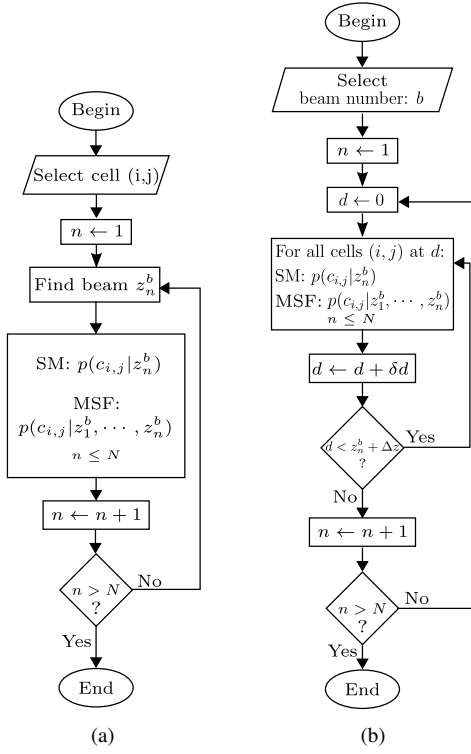 Begin
Select cell (i,j)
n ← 1
Find beam z_n^b
SM: p(c_{i,j}|z_n^b)
MSF:
p(c_{i,j}|z_1^b, ⋯ , z_n^b)
n ≤ N
n ← n + 1
n > N
?
No
Yes
End
(a)
Begin
Select
beam number: b
n ← 1
d ← 0
For all cells (i, j) at d:
SM: p(c_{i,j}|z_n^b)
MSF: p(c_{i,j}|z_1^b, ⋯ , z_n^b)
n ≤ N
d ← d + δd
d < z_n^b + Δz
?
Yes
No
n ← n + 1
n > N
?
No
Yes
End
(b)